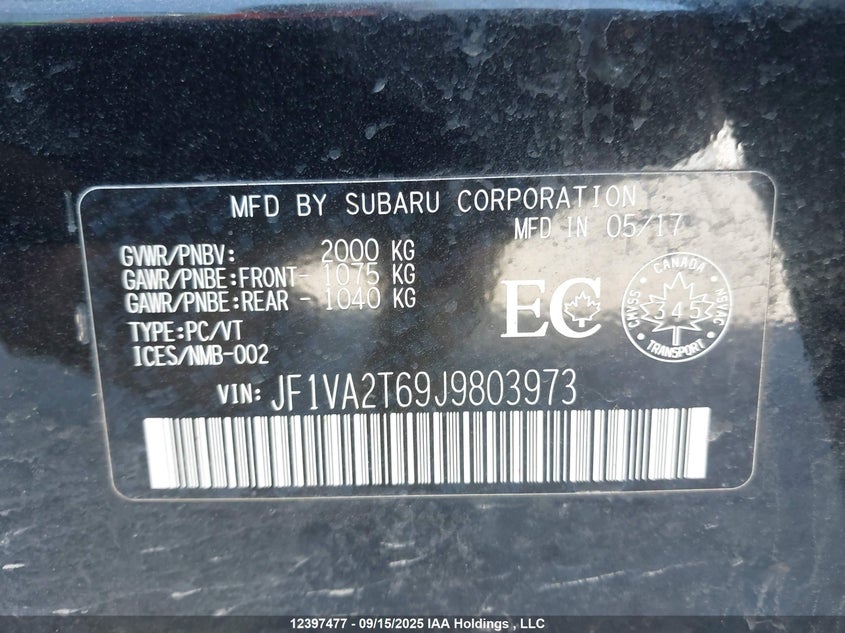 MFD BY SUBARU CORPORATION
MFD IN 05/17
GVWR/PNBV: 2000 KG
GAWR/PNBE:FRONT- 1075 KG
GAWR/PNBE:REAR - 1040 KG
TYPE:PC/VT
ICES/NMB-002
EC
CANADA
CMVSS 345 NSVAC
TRANSPORT
VIN: JF1VA2T69J9803973
12397477 - 09/15/2025 IAA Holdings , LLC